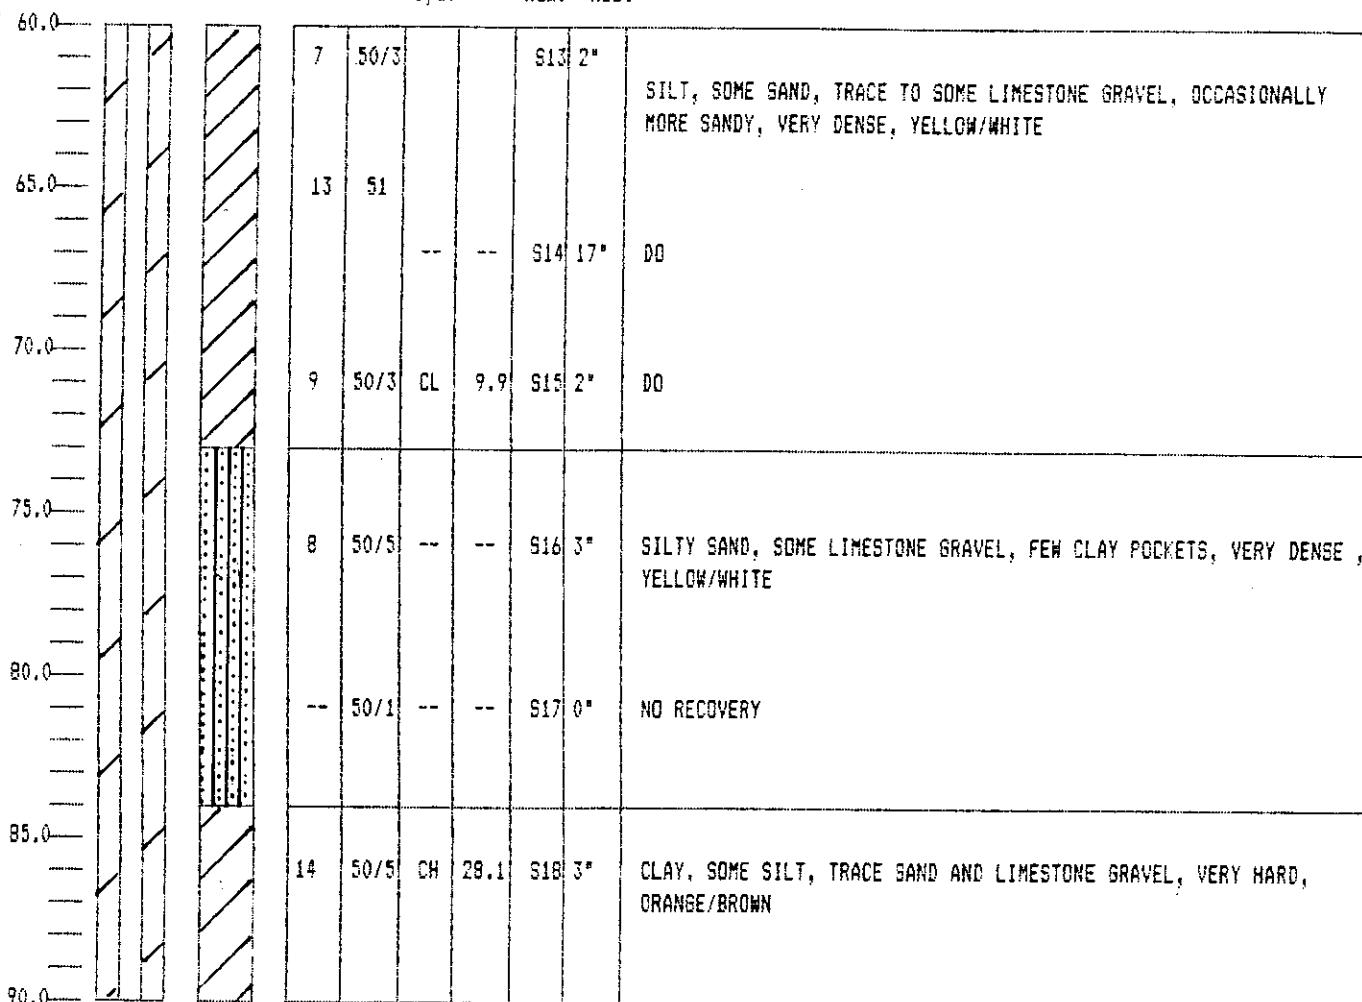 60.0
7 50/3 S13 2"
SILT, SOME SAND, TRACE TO SOME LIMESTONE GRAVEL, OCCASIONALLY
MORE SANDY, VERY DENSE, YELLOW/WHITE
65.0
13 51
-- -- S14 17" DO
70.0
9 50/3 CL 9.9 S15 2" DO
75.0
8 50/5 -- -- S16 3" SILTY SAND, SOME LIMESTONE GRAVEL, FEW CLAY POCKETS, VERY DENSE ,
YELLOW/WHITE
80.0
-- 50/1 -- -- S17 0" NO RECOVERY
85.0
14 50/5 CH 28.1 S18 3" CLAY, SOME SILT, TRACE SAND AND LIMESTONE GRAVEL, VERY HARD,
ORANGE/BROWN
90.0